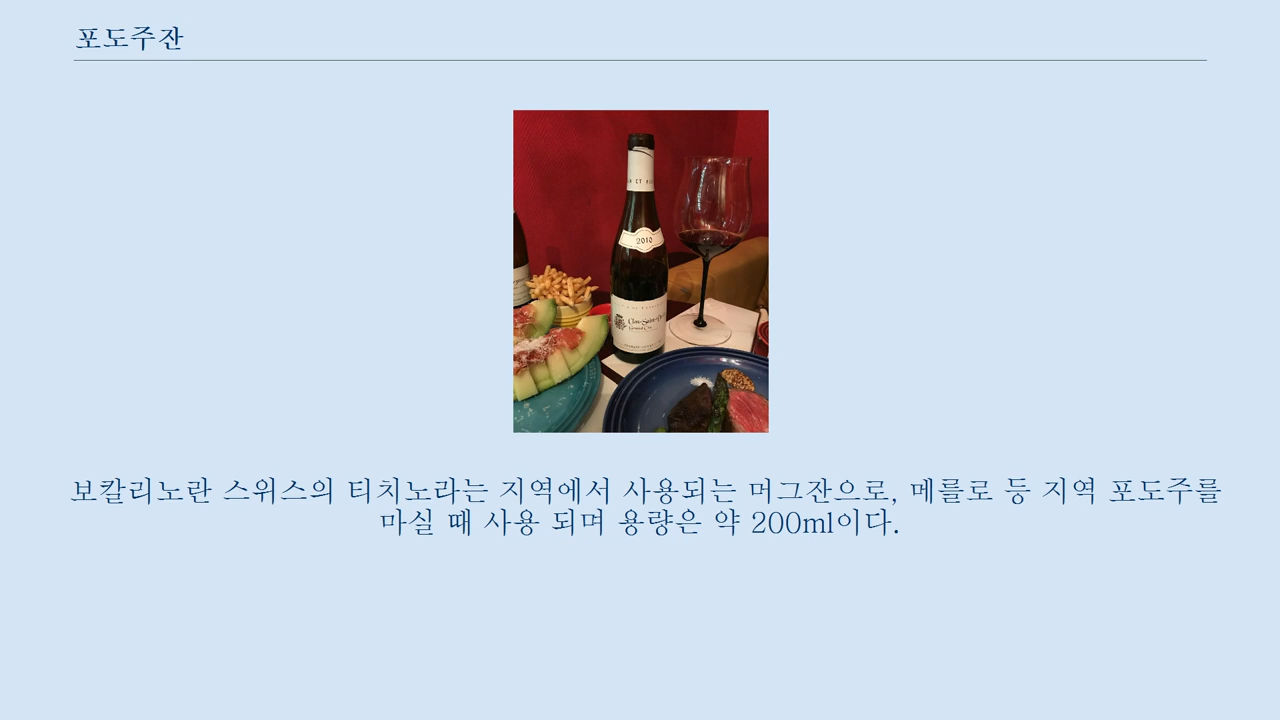 포도주잔
2010
Grand Cru
보칼리노란 스위스의 티치노라는 지역에서 사용되는 머그잔으로, 메를로 등 지역 포도주를
마실 때 사용 되며 용량은 약 200ml이다.